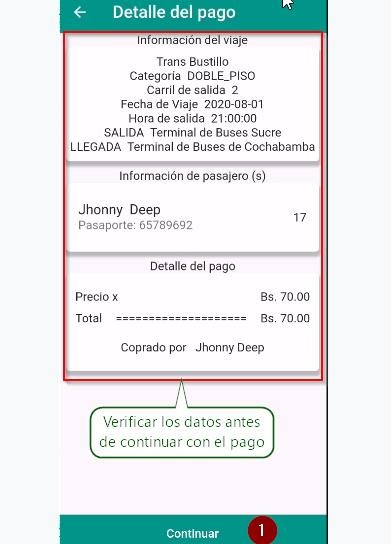 Detalle del pago
Información del viaje
Trans Bustillo
Categoría DOBLE_PISO
Carril de salida 2
Fecha de Viaje 2020-08-01
Hora de salida 21:00:00
SALIDA Terminal de Buses Sucre
LLEGADA Terminal de Buses de Cochabamba
Información de pasajero (s)
Jhonny Deep
17
Pasaporte: 65789692
Detalle del pago
Precio x Bs. 70.00
Total ==================== Bs. 70.00
Coprado por Jhonny Deep
Verificar los datos antes
de continuar con el pago
Continuar 1